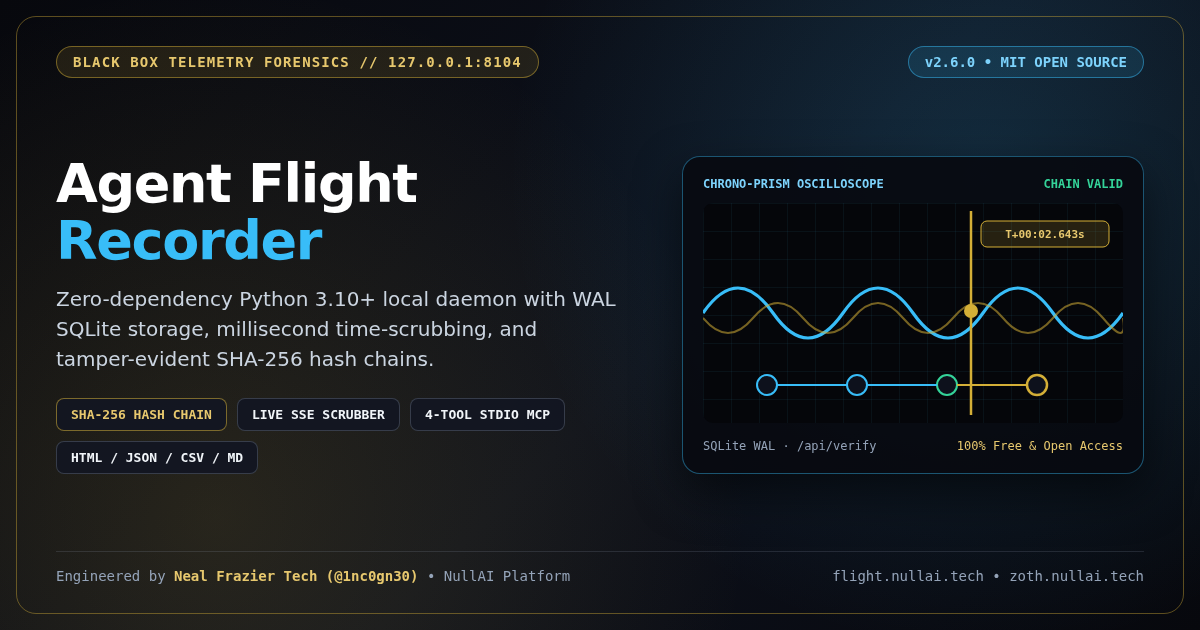 BLACK BOX TELEMETRY FORENSICS // 127.0.0.1:8104
v2.6.0 • MIT OPEN SOURCE
Agent Flight
Recorder
Zero-dependency Python 3.10+ local daemon with WAL
SQLite storage, millisecond time-scrubbing, and
tamper-evident SHA-256 hash chains.
SHA-256 HASH CHAIN
LIVE SSE SCRUBBER
4-TOOL STDIO MCP
HTML / JSON / CSV / MD
CHRONO-PRISM OSCILLOSCOPE
CHAIN VALID
T+00:02.643s
SQLite WAL · /api/verify
100% Free & Open Access
Engineered by Neal Frazier Tech (@1nc0gn30) • NullAI Platform
flight.nullai.tech • zoth.nullai.tech